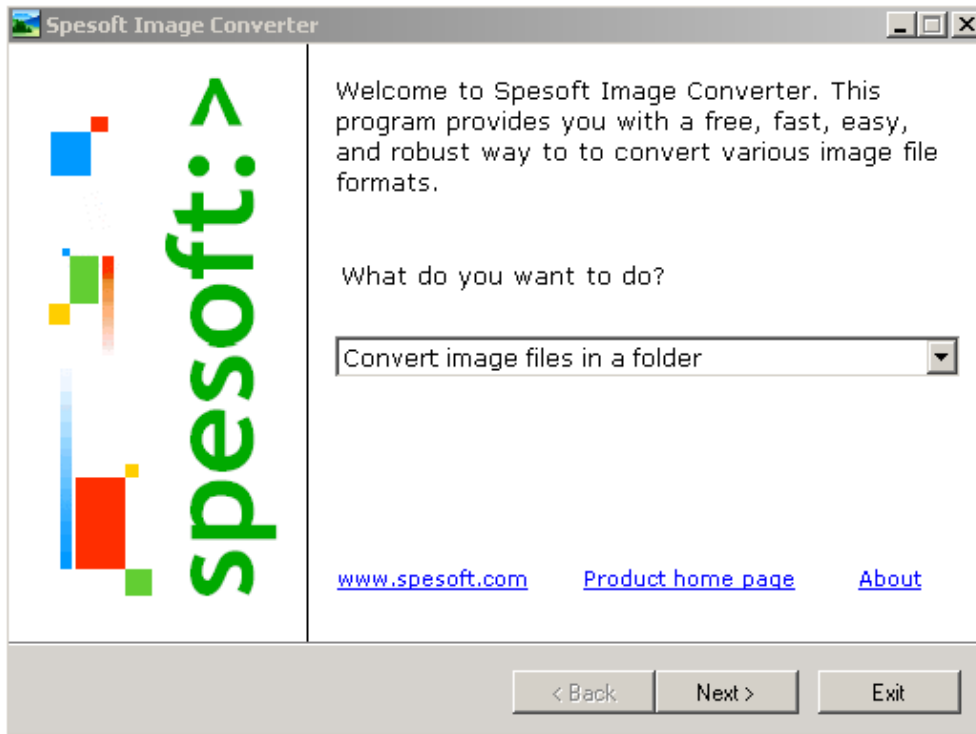 Spesoft Image Converter
spesoft:>
Welcome to Spesoft Image Converter. This
program provides you with a free, fast, easy,
and robust way to to convert various image file
formats.
What do you want to do?
Convert image files in a folder
www.spesoft.com Product home page About
< Back Next > Exit